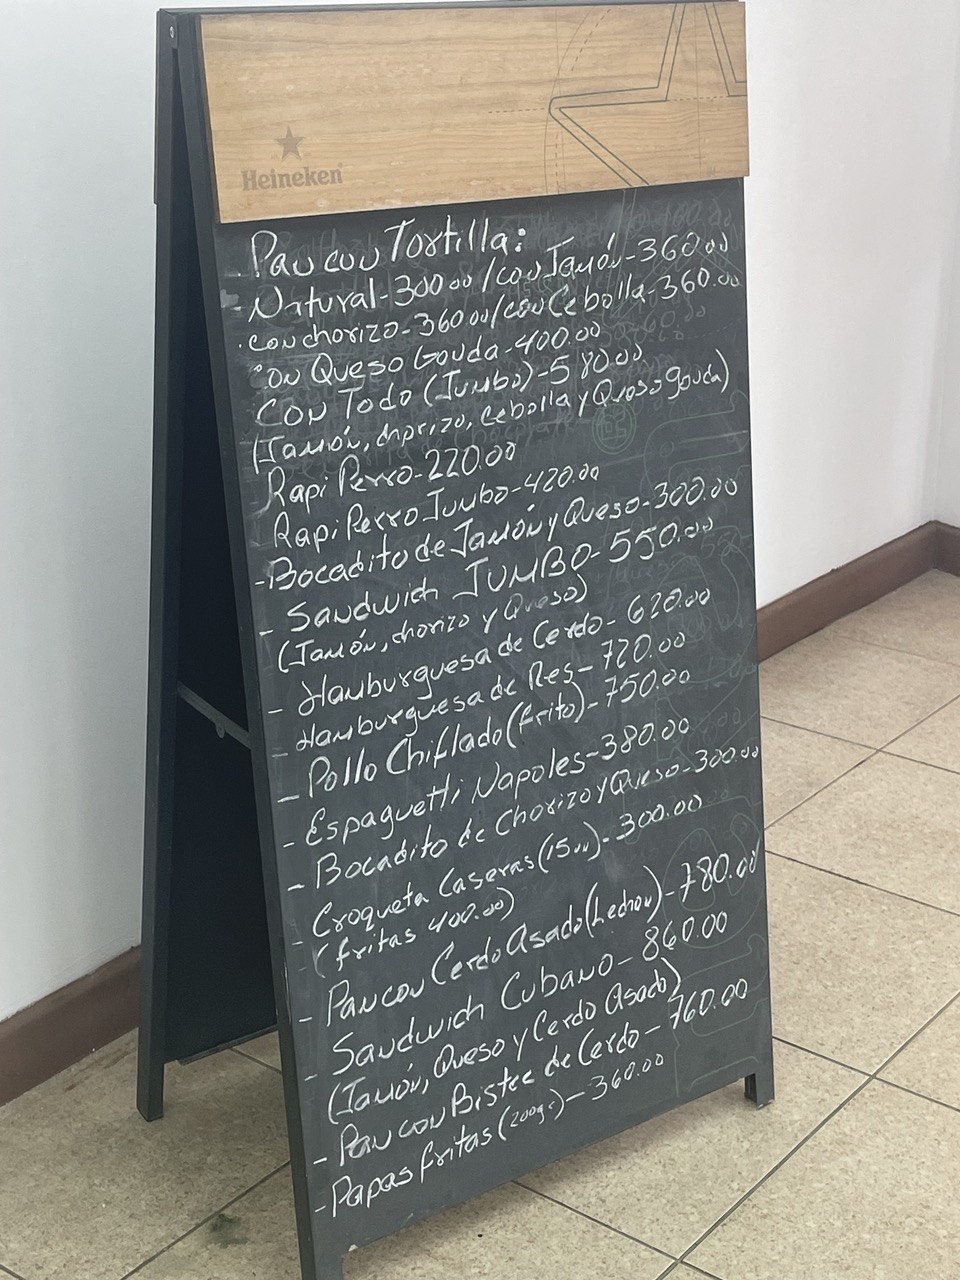 Heineken
Pan con Tortilla:
- Natural-300.00/con Jamón-360.00
- con chorizo-360.00/con Cebolla-360.00
con Queso Gouda-400.00
CON Todo (Jumbo)-580.00
(Jamón, chorizo, cebolla y Queso gouda)
Rapi Perro-220.00
Rapi Perro Jumbo-420.00
-Bocadito de Jamón y Queso-300.00
- Sandwich JUMBO-550.00
(Jamón, chorizo y Queso)
- Hamburguesa de Cerdo-620.00
- Hamburguesa de Res-720.00
- Pollo Chiflado (frito)-750.00
- Espaguetti Napoles-380.00
- Bocadito de Chorizo y Queso-300.00
- Croqueta Caseras (15uu)-300.00
(fritas 400.00)
- Pan con Cerdo Asado (Lechon)-780.00
- Sandwich Cubano-860.00
(Jamón, Queso y Cerdo Asado)
- Pan con Bistec de Cerdo-760.00
- Papas fritas (200gr)-360.00